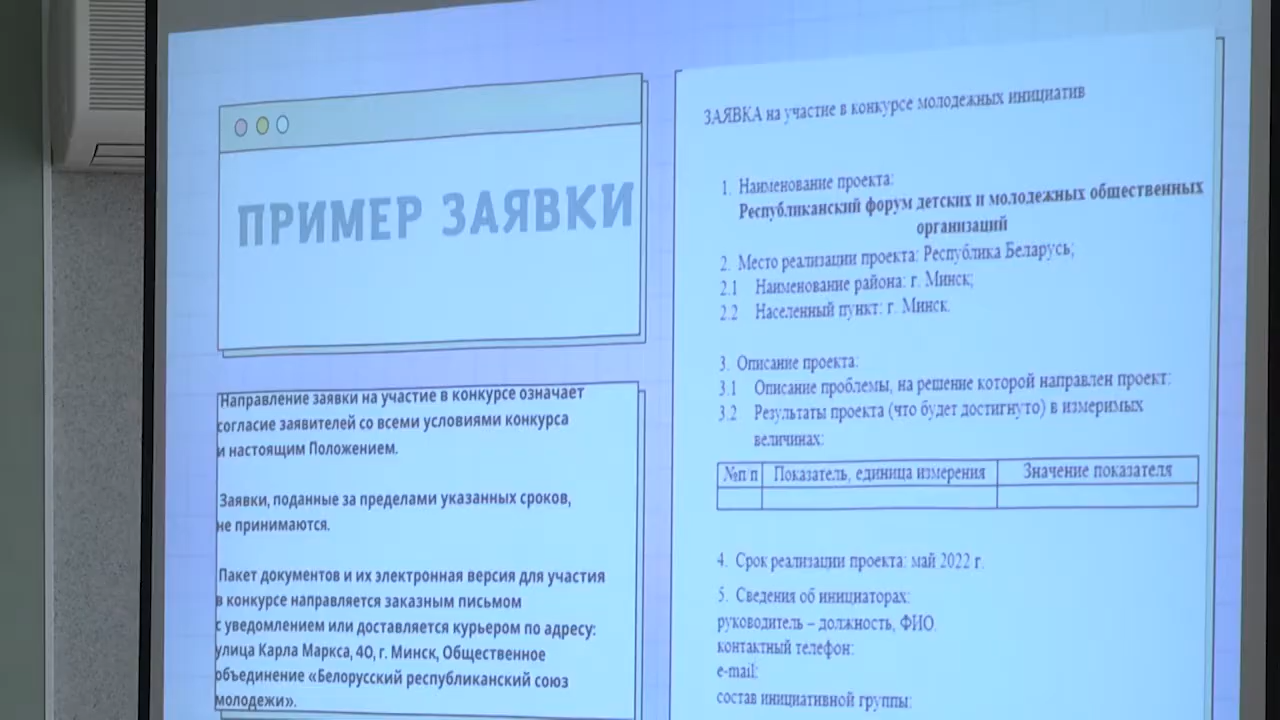 ПРИМЕР ЗАЯВКИ
Направление заявки на участие в конкурсе означает
согласие заявителей со всеми условиями конкурса
и настоящим Положением.
Заявки, поданные за пределами указанных сроков,
не принимаются.
Пакет документов и их электронная версия для участия
в конкурсе направляется заказным письмом
с уведомлением или доставляется курьером по адресу:
улица Карла Маркса, 40, г. Минск, Общественное
объединение «Белорусский республиканский союз
молодежи».
ЗАЯВКА на участие в конкурсе молодежных инициатив
1. Наименование проекта:
Республиканский форум детских и молодежных общественных
организаций
2. Место реализации проекта: Республика Беларусь;
2.1 Наименование района: г. Минск;
2.2 Населенный пункт: г. Минск.
3. Описание проекта:
3.1 Описание проблемы, на решение которой направлен проект:
3.2 Результаты проекта (что будет достигнуто) в измеримых
величинах:
№п п Показатель, единица измерения Значение показателя
4. Срок реализации проекта: май 2022 г.
5. Сведения об инициаторах:
руководитель – должность, ФИО.
контактный телефон:
e-mail:
состав инициативной группы: